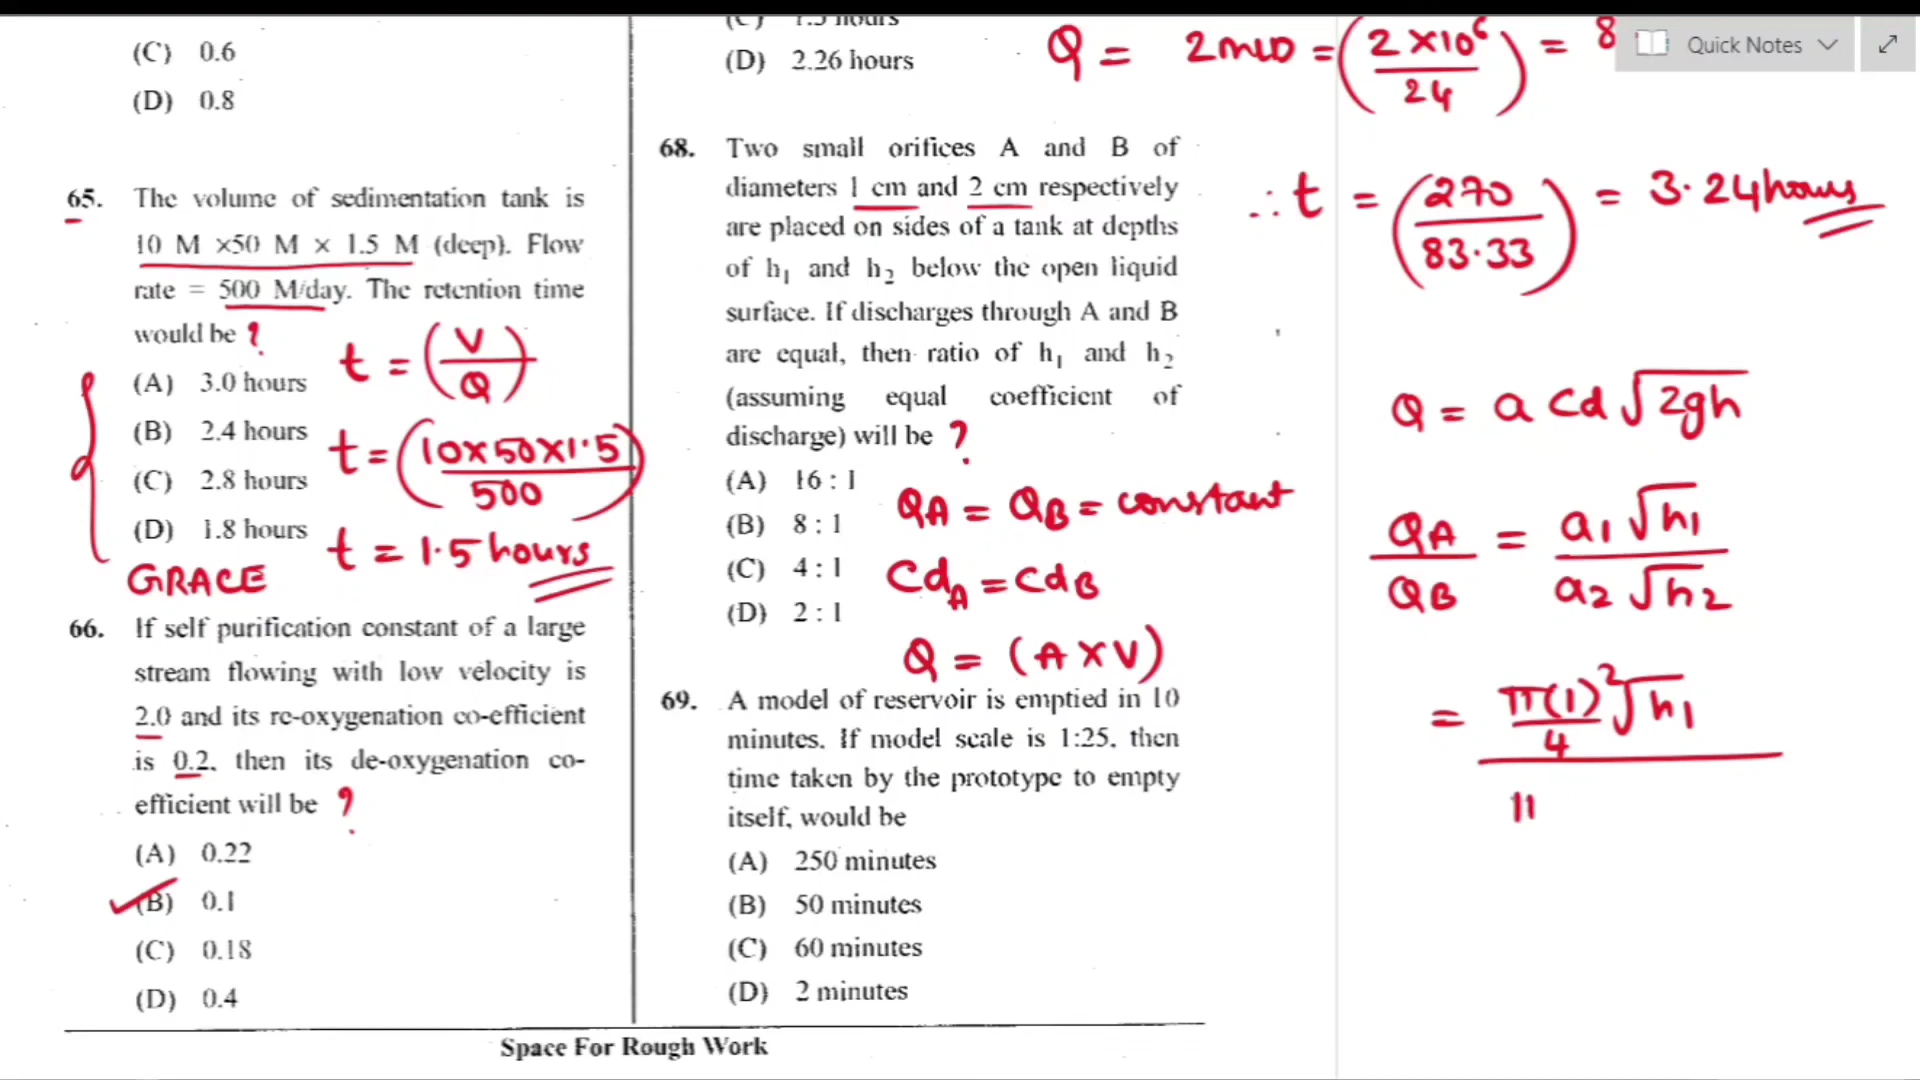 (C) 0.6
(D) 0.8
65. The volume of sedimentation tank is
10 M ×50 M × 1.5 M (deep). Flow
rate = 500 M/day. The retention time
would be ?
(A) 3.0 hours
(B) 2.4 hours
(C) 2.8 hours
(D) 1.8 hours
t = (V/Q)
t = (10×50×1.5/500)
t = 1.5 hours
GRACE
66. If self purification constant of a large
stream flowing with low velocity is
2.0 and its re-oxygenation co-efficient
is 0.2, then its de-oxygenation co-
efficient will be ?
(A) 0.22
(B) 0.1
(C) 0.18
(D) 0.4
(C) 1.5 hours
(D) 2.26 hours
68. Two small orifices A and B of
diameters 1 cm and 2 cm respectively
are placed on sides of a tank at depths
of h₁ and h₂ below the open liquid
surface. If discharges through A and B
are equal, then ratio of h₁ and h₂
(assuming equal coefficient of
discharge) will be ?
(A) 16 : 1
(B) 8 : 1
(C) 4 : 1
(D) 2 : 1
QA = QB = constant
CdA = CdB
Q = (A×V)
69. A model of reservoir is emptied in 10
minutes. If model scale is 1:25, then
time taken by the prototype to empty
itself, would be
(A) 250 minutes
(B) 50 minutes
(C) 60 minutes
(D) 2 minutes
Space For Rough Work
Q = 2 MLD = (2×10⁶/24) = 8
Quick Notes
∴ t = (270/83.33) = 3.24 hours
Q = a cd √2gh
QA/QB = a1√h1/a2√h2
= π(1)²/4 √h1
π